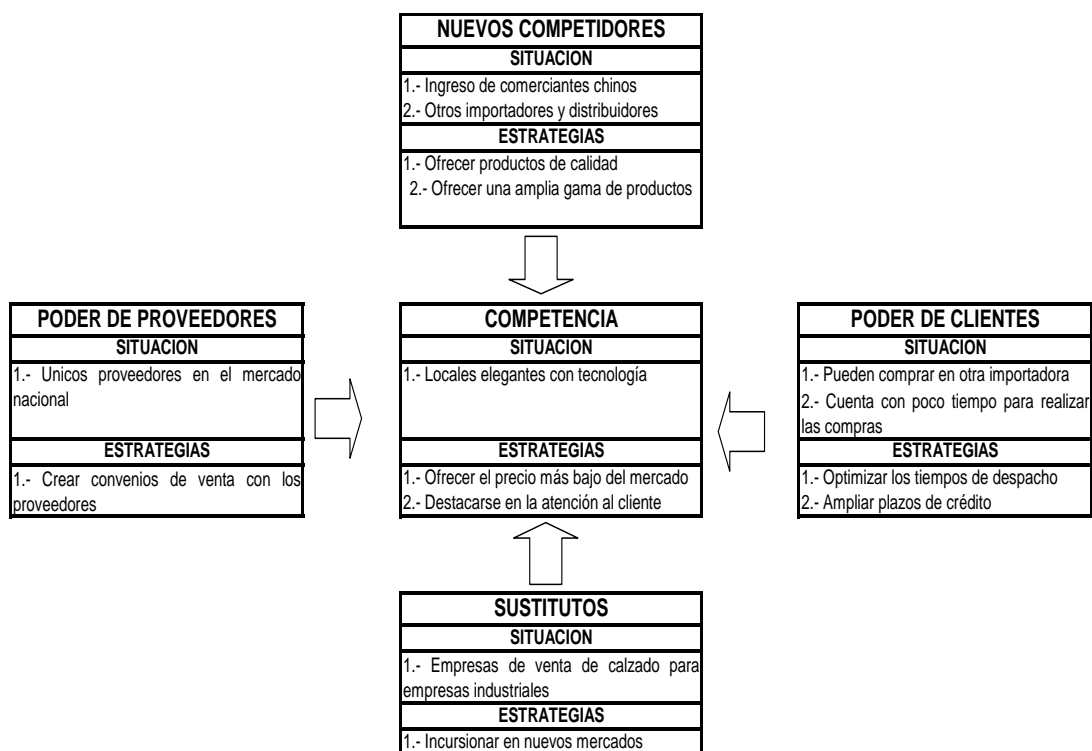 NUEVOS COMPETIDORES
SITUACION
1.- Ingreso de comerciantes chinos
2.- Otros importadores y distribuidores
ESTRATEGIAS
1.- Ofrecer productos de calidad
2.- Ofrecer una amplia gama de productos
PODER DE PROVEEDORES
SITUACION
1.- Unicos proveedores en el mercado
nacional
ESTRATEGIAS
1.- Crear convenios de venta con los
proveedores
COMPETENCIA
SITUACION
1.- Locales elegantes con tecnología
ESTRATEGIAS
1.- Ofrecer el precio más bajo del mercado
2.- Destacarse en la atención al cliente
PODER DE CLIENTES
SITUACION
1.- Pueden comprar en otra importadora
2.- Cuenta con poco tiempo para realizar
las compras
ESTRATEGIAS
1.- Optimizar los tiempos de despacho
2.- Ampliar plazos de crédito
SUSTITUTOS
SITUACION
1.- Empresas de venta de calzado para
empresas industriales
ESTRATEGIAS
1.- Incursionar en nuevos mercados